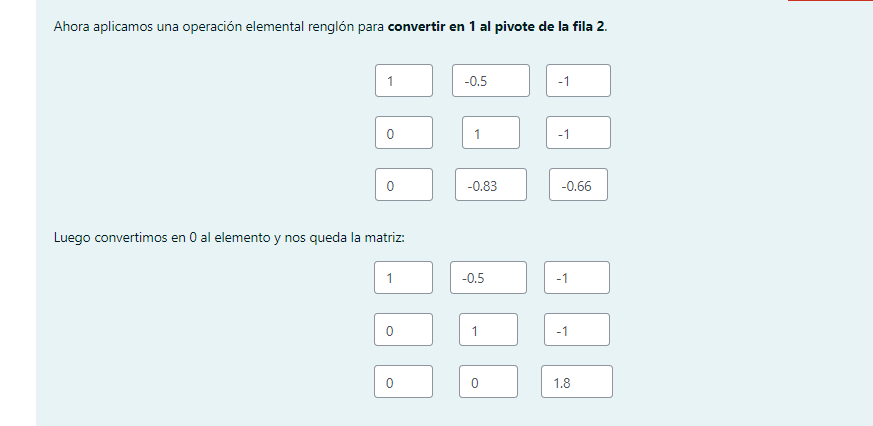 Ahora aplicamos una operación elemental renglón para convertir en 1 al pivote de la fila 2.
1 -0.5 -1
0 1 -1
0 -0.83 -0.66
Luego convertimos en 0 al elemento y nos queda la matriz:
1 -0.5 -1
0 1 -1
0 0 1.8